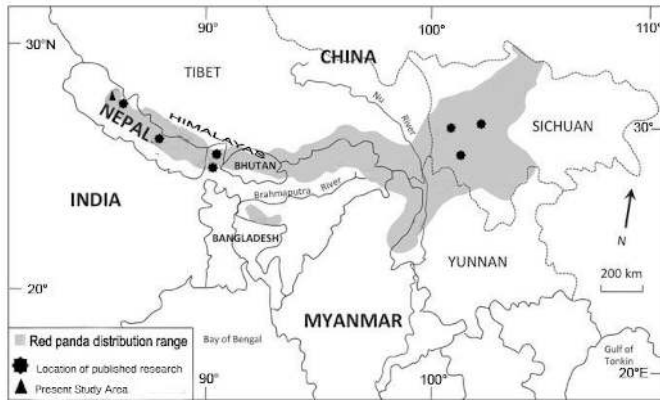 90° 100° 110°
30°N
CHINA
TIBET
Nu
River
HIMALAYAS
NEPAL
SICHUAN
30°
BHUTAN
INDIA
Brahmaputra River
BANGLADESH
N
YUNNAN
200 km
20°
MYANMAR
Red panda distribution range
Location of published research
Present Study Area
Bay of Bengal
Gulf of
Tonkin
90° 100° 20°E